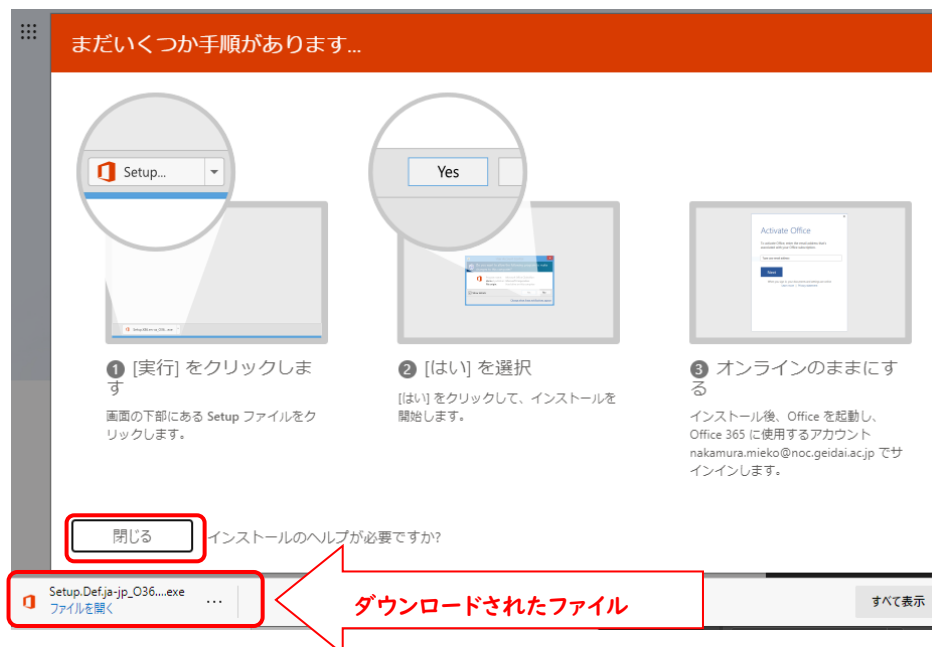 まだいくつか手順があります...
Setup...
Yes
Activate Office
Next
❶ [実行] をクリックしま
す
画面の下部にある Setup ファイルをク
リックします。
❷ [はい] を選択
[はい] をクリックして、インストールを
開始します。
❸ オンラインのままにす
る
インストール後、Office を起動し、
Office 365 に使用するアカウント
nakamura.mieko@noc.geidai.ac.jp でサ
インインします。
閉じる
インストールのヘルプが必要ですか?
Setup.Def.ja-jp_O36....exe
ファイルを開く
...
ダウンロードされたファイル
すべて表示